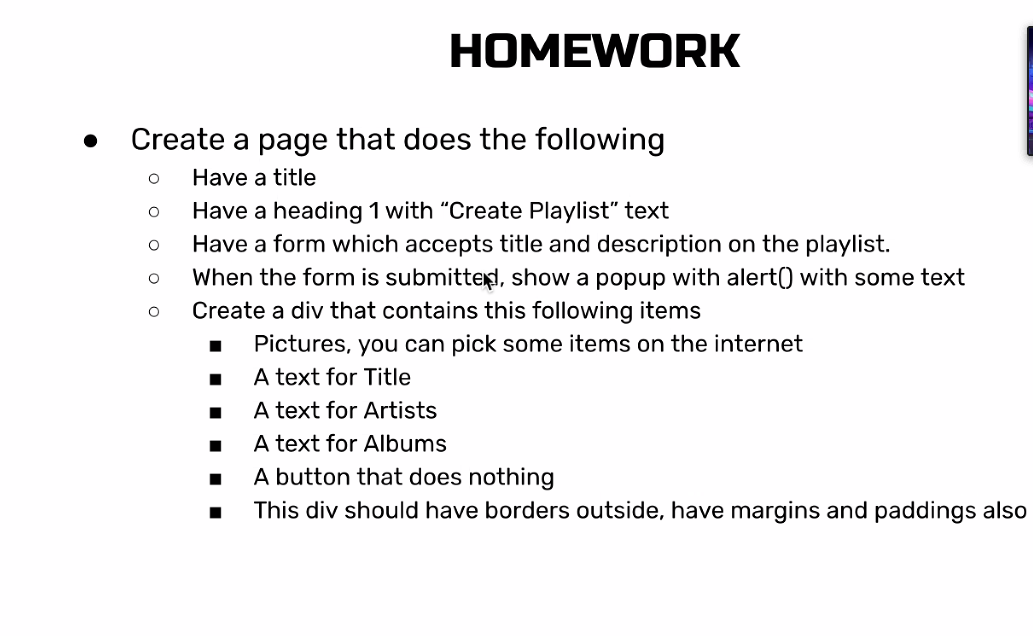 HOMEWORK
● Create a page that does the following
○ Have a title
○ Have a heading 1 with “Create Playlist” text
○ Have a form which accepts title and description on the playlist.
○ When the form is submitted, show a popup with alert() with some text
○ Create a div that contains this following items
■ Pictures, you can pick some items on the internet
■ A text for Title
■ A text for Artists
■ A text for Albums
■ A button that does nothing
■ This div should have borders outside, have margins and paddings also